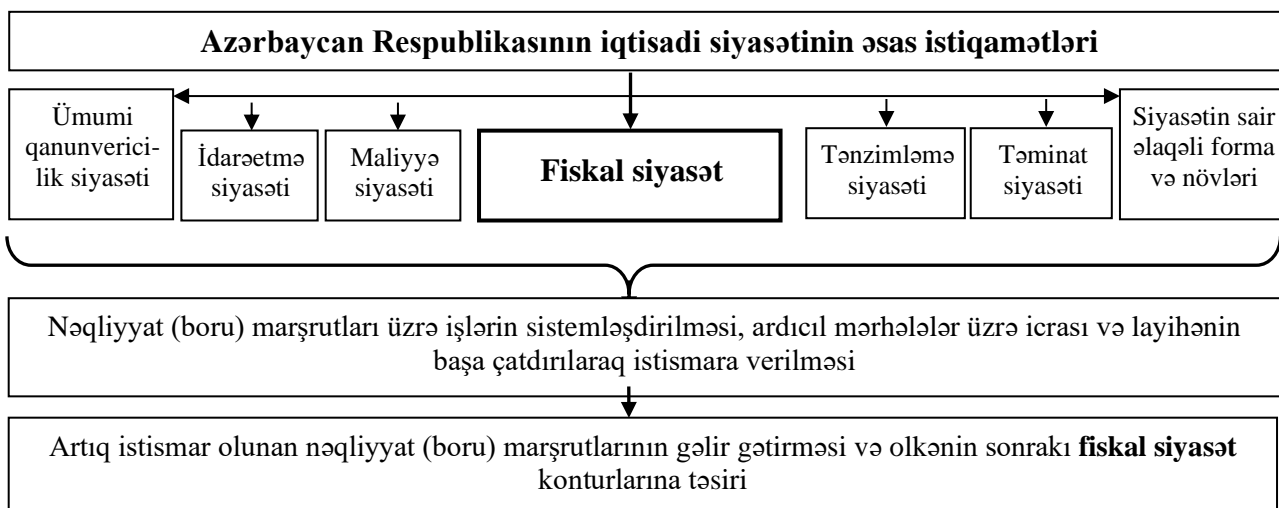 Azərbaycan Respublikasının iqtisadi siyasətinin əsas istiqamətləri
Ümumi
qanunverici-
lik siyasəti
İdarəetmə
siyasəti
Maliyyə
siyasəti
Fiskal siyasət
Tənzimləmə
siyasəti
Təminat
siyasəti
Siyasətin sair
əlaqəli forma
və növləri
Nəqliyyat (boru) marşrutları üzrə işlərin sistemləşdirilməsi, ardıcıl mərhələlər üzrə icrası və layihənin
başa çatdırılaraq istismara verilməsi
Artıq istismar olunan nəqliyyat (boru) marşrutlarının gəlir gətirməsi və olkənin sonrakı fiskal siyasət
konturlarına təsiri